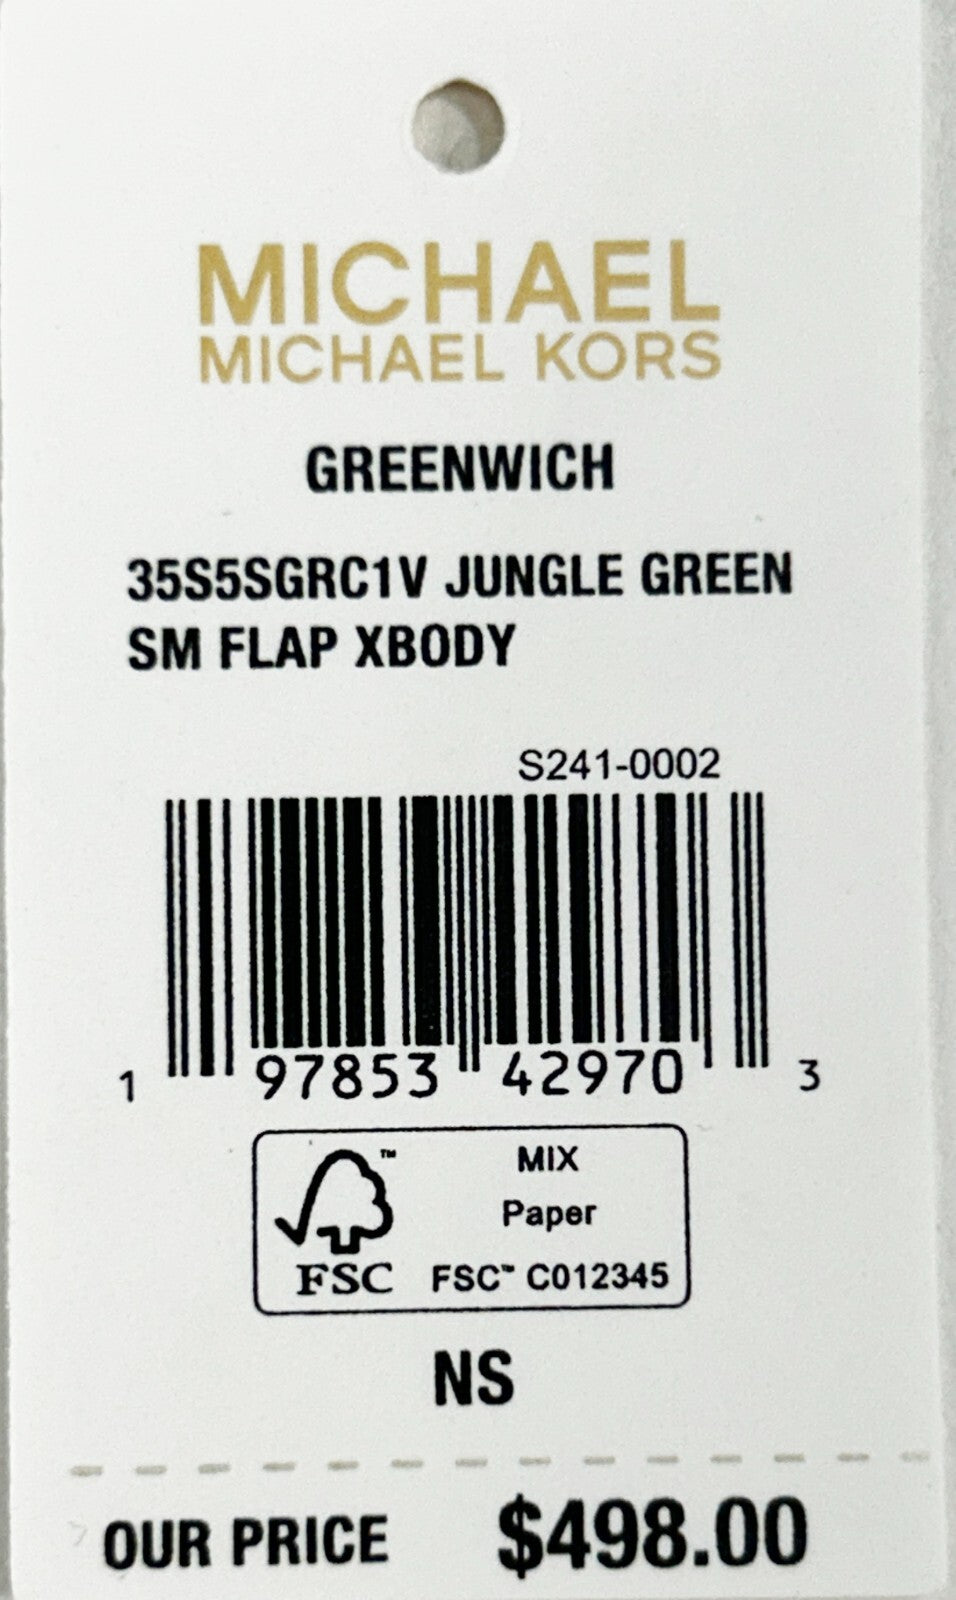 MICHAEL
MICHAEL KORS
GREENWICH
35S5SGRC1V JUNGLE GREEN
SM FLAP XBODY
S241-0002
1 97853 42970 3
™ MIX
Paper
FSC FSC™ C012345
NS
OUR PRICE $498.00